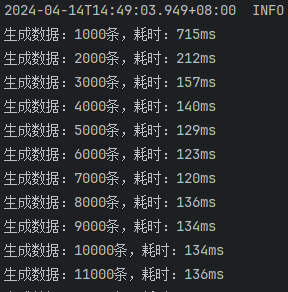 2024-04-14T14:49:03.949+08:00  INFO
生成数据：1000条，耗时：715ms
生成数据：2000条，耗时：212ms
生成数据：3000条，耗时：157ms
生成数据：4000条，耗时：140ms
生成数据：5000条，耗时：129ms
生成数据：6000条，耗时：123ms
生成数据：7000条，耗时：120ms
生成数据：8000条，耗时：136ms
生成数据：9000条，耗时：134ms
生成数据：10000条，耗时：134ms
生成数据：11000条，耗时：136ms